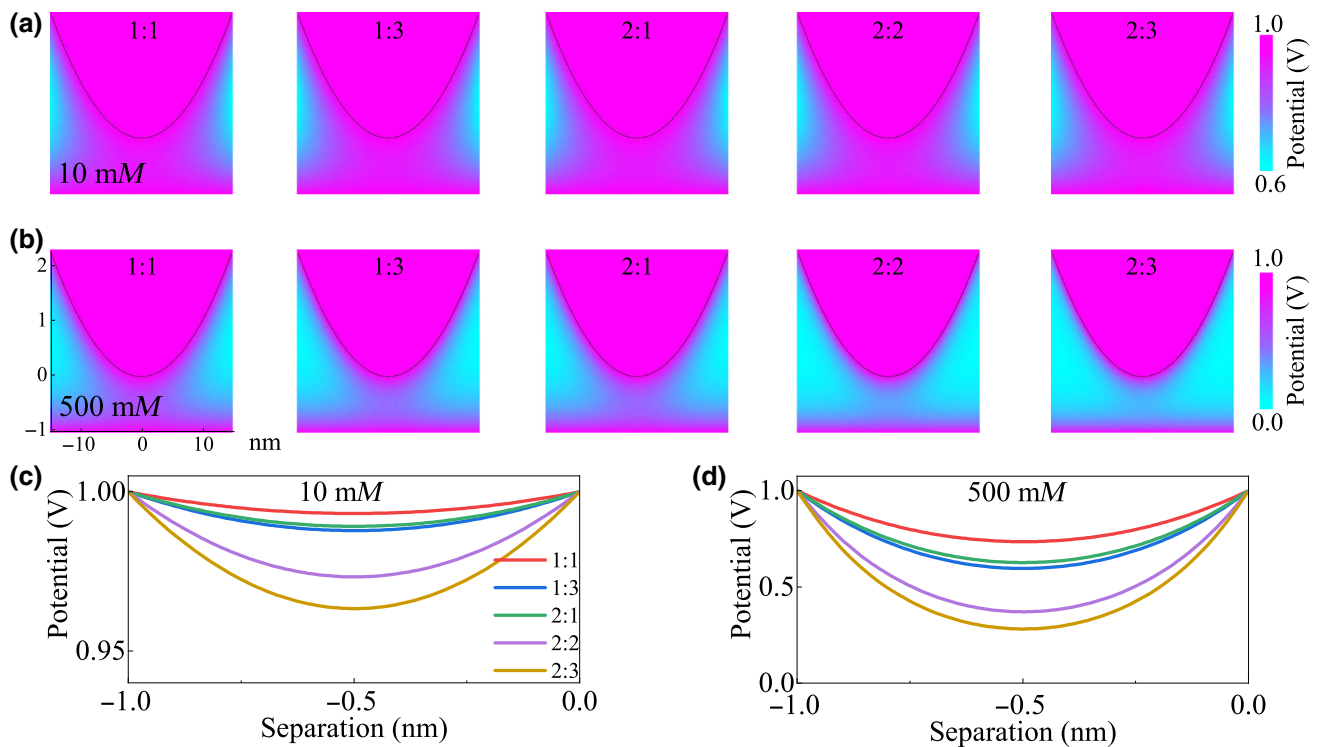 (a)
1:1
1:3
2:1
2:2
2:3
10 mM
1.0
Potential (V)
0.6
(b)
1:1
1:3
2:1
2:2
2:3
2
1
0
−1
500 mM
−10
0
10
nm
1.0
Potential (V)
0.0
(c)
10 mM
1.00
0.95
Potential (V)
1:1
1:3
2:1
2:2
2:3
−1.0
−0.5
0.0
Separation (nm)
(d)
500 mM
1.0
0.5
0.0
Potential (V)
−1.0
−0.5
0.0
Separation (nm)